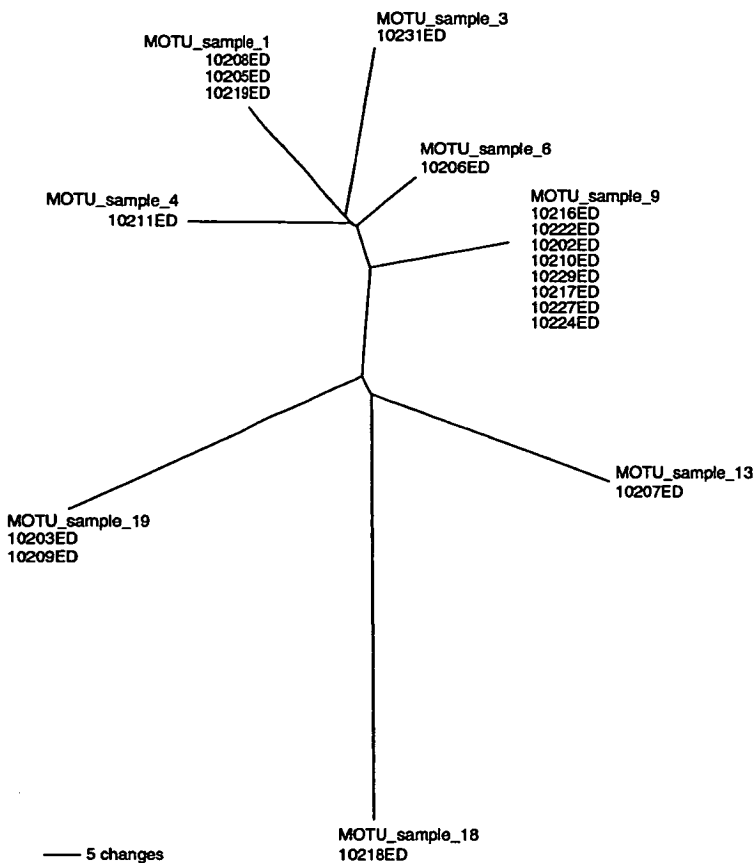 MOTU_sample_3
10231ED
MOTU_sample_1
10208ED
10205ED
10219ED
MOTU_sample_6
10206ED
MOTU_sample_4
10211ED
MOTU_sample_9
10216ED
10222ED
10202ED
10210ED
10229ED
10217ED
10227ED
10224ED
MOTU_sample_13
10207ED
MOTU_sample_19
10203ED
10209ED
MOTU_sample_18
10218ED
5 changes